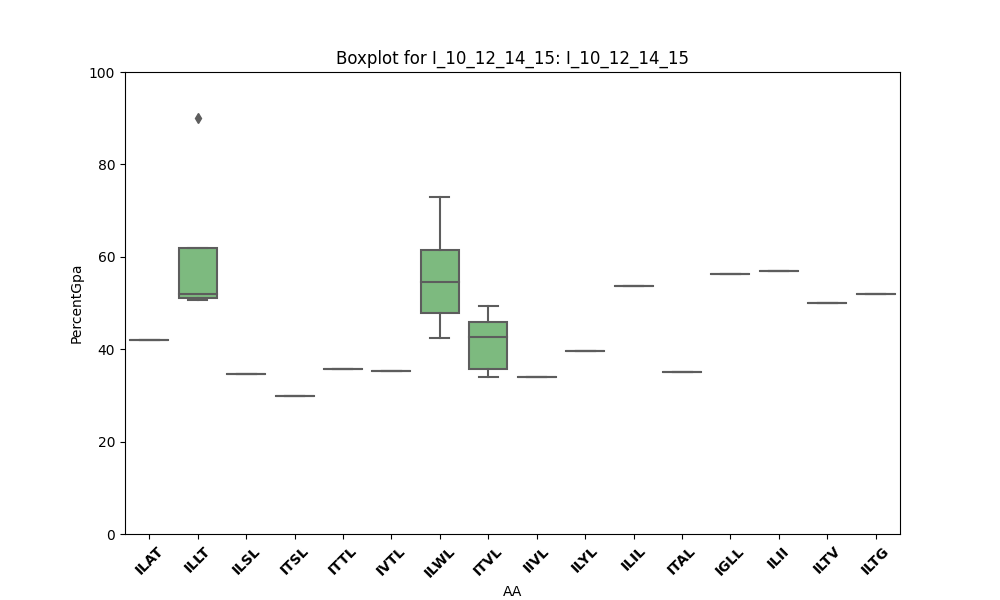 Boxplot for I_10_12_14_15: I_10_12_14_15
100
80
60
40
20
0
PercentGpa
ILAT ILLT ILSL ITSL ITTL IVTL ILWL ITVL IIVL ILYL ILIL ITAL IGLL ILII ILTV ILTG
AA